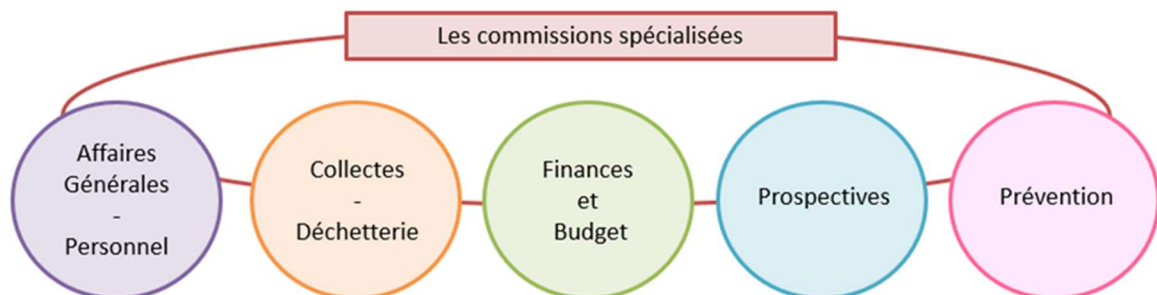 Les commissions spécialisées
Affaires
Générales
-
Personnel
Collectes
-
Déchetterie
Finances
et
Budget
Prospectives
Prévention